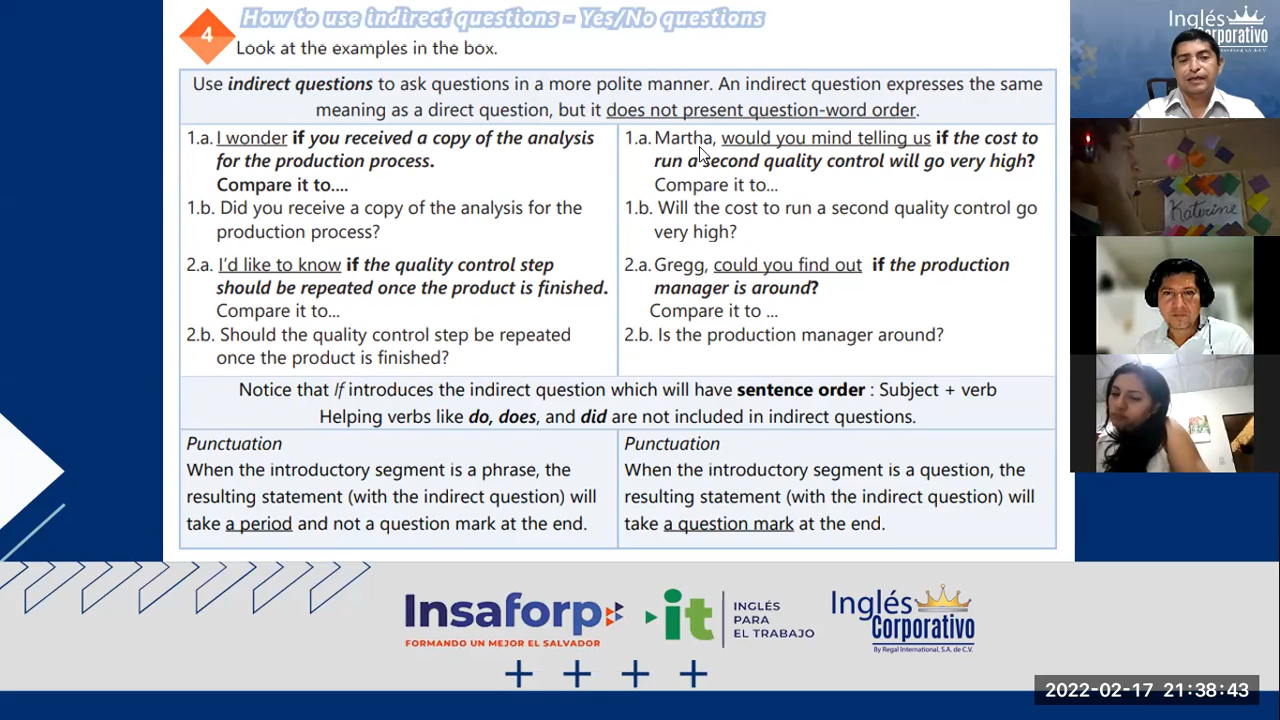 4
How to use indirect questions - Yes/No questions
Look at the examples in the box.
Use indirect questions to ask questions in a more polite manner. An indirect question expresses the same
meaning as a direct question, but it does not present question-word order.
1.a. I wonder if you received a copy of the analysis
for the production process.
Compare it to....
1.b. Did you receive a copy of the analysis for the
production process?
2.a. I'd like to know if the quality control step
should be repeated once the product is finished.
Compare it to...
2.b. Should the quality control step be repeated
once the product is finished?
1.a. Martha, would you mind telling us if the cost to
run a second quality control will go very high?
Compare it to...
1.b. Will the cost to run a second quality control go
very high?
2.a. Gregg, could you find out if the production
manager is around?
Compare it to ...
2.b. Is the production manager around?
Notice that If introduces the indirect question which will have sentence order : Subject + verb
Helping verbs like do, does, and did are not included in indirect questions.
Punctuation
When the introductory segment is a phrase, the
resulting statement (with the indirect question) will
take a period and not a question mark at the end.
Punctuation
When the introductory segment is a question, the
resulting statement (with the indirect question) will
take a question mark at the end.
Inglés
Corporativo
Katerine
Insaforp
FORMANDO UN MEJOR EL SALVADOR
it
INGLÉS
PARA
EL TRABAJO
Inglés
Corporativo
By Regal International, S.A. de C.V.
2022-02-17 21:38:43